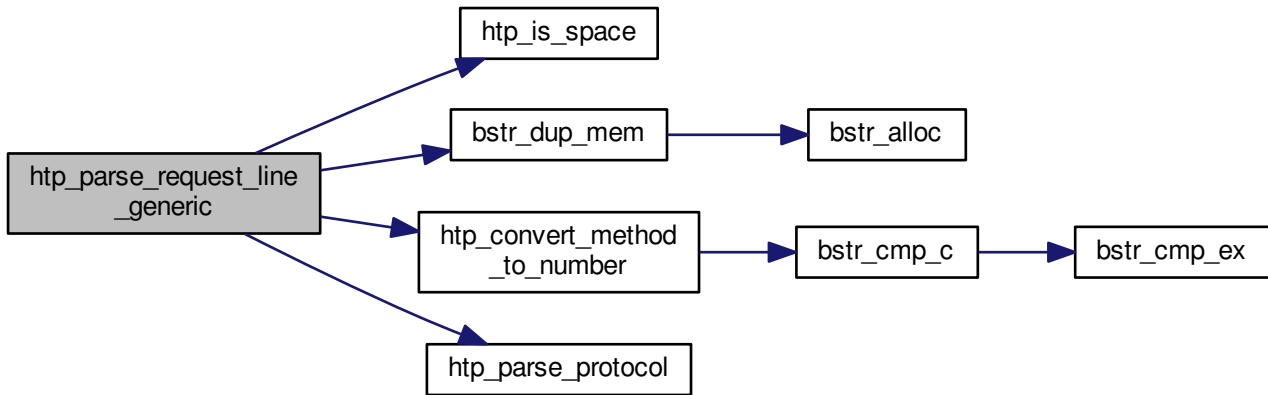 htp_is_space
bstr_dup_mem
bstr_alloc
htp_parse_request_line
_generic
htp_convert_method
_to_number
bstr_cmp_c
bstr_cmp_ex
htp_parse_protocol